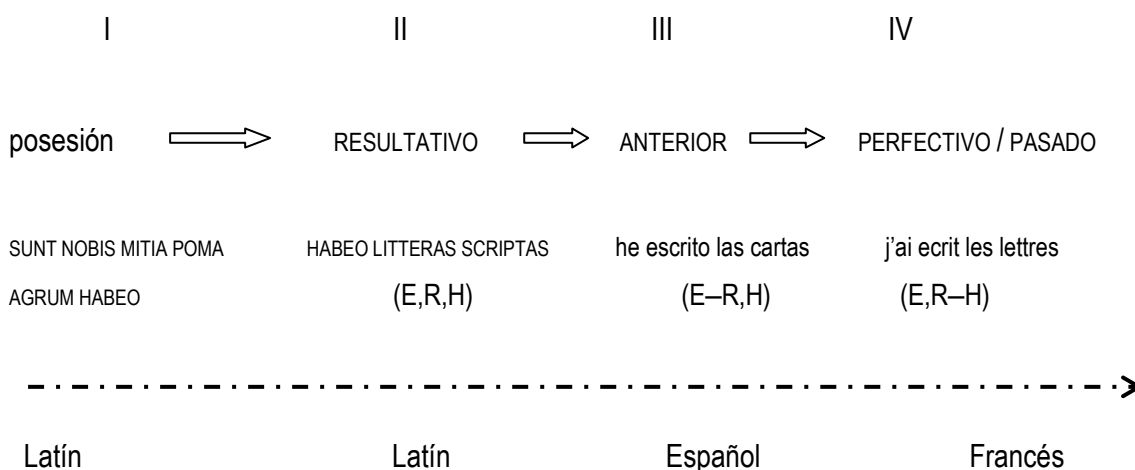 I II III IV
posesión RESULTATIVO ANTERIOR PERFECTIVO / PASADO
SUNT NOBIS MITIA POMA HABEO LITTERAS SCRIPTAS he escrito las cartas j'ai ecrit les lettres
AGRUM HABEO (E,R,H) (E–R,H) (E,R–H)
Latín Latín Español Francés